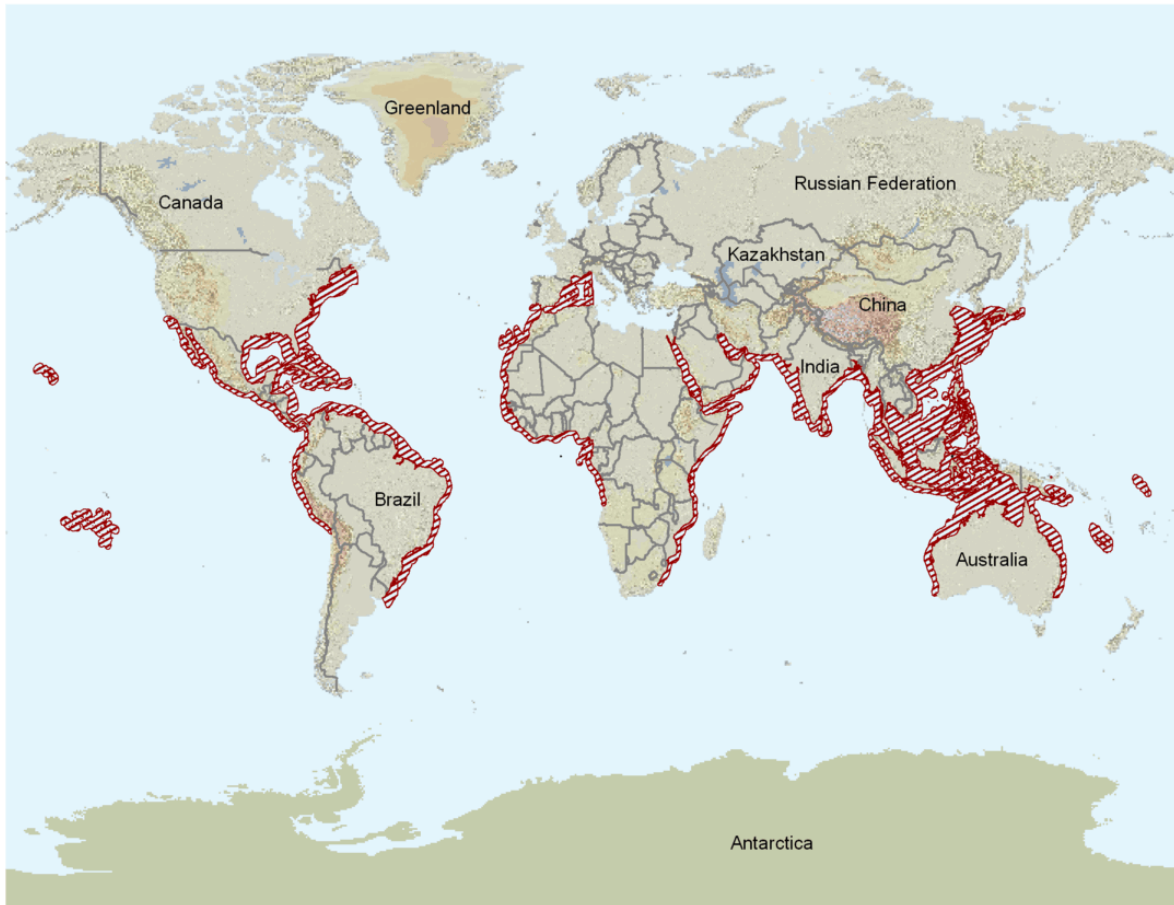 Greenland
Russian Federation
Canada
Kazakhstan
China
India
Brazil
Australia
Antarctica